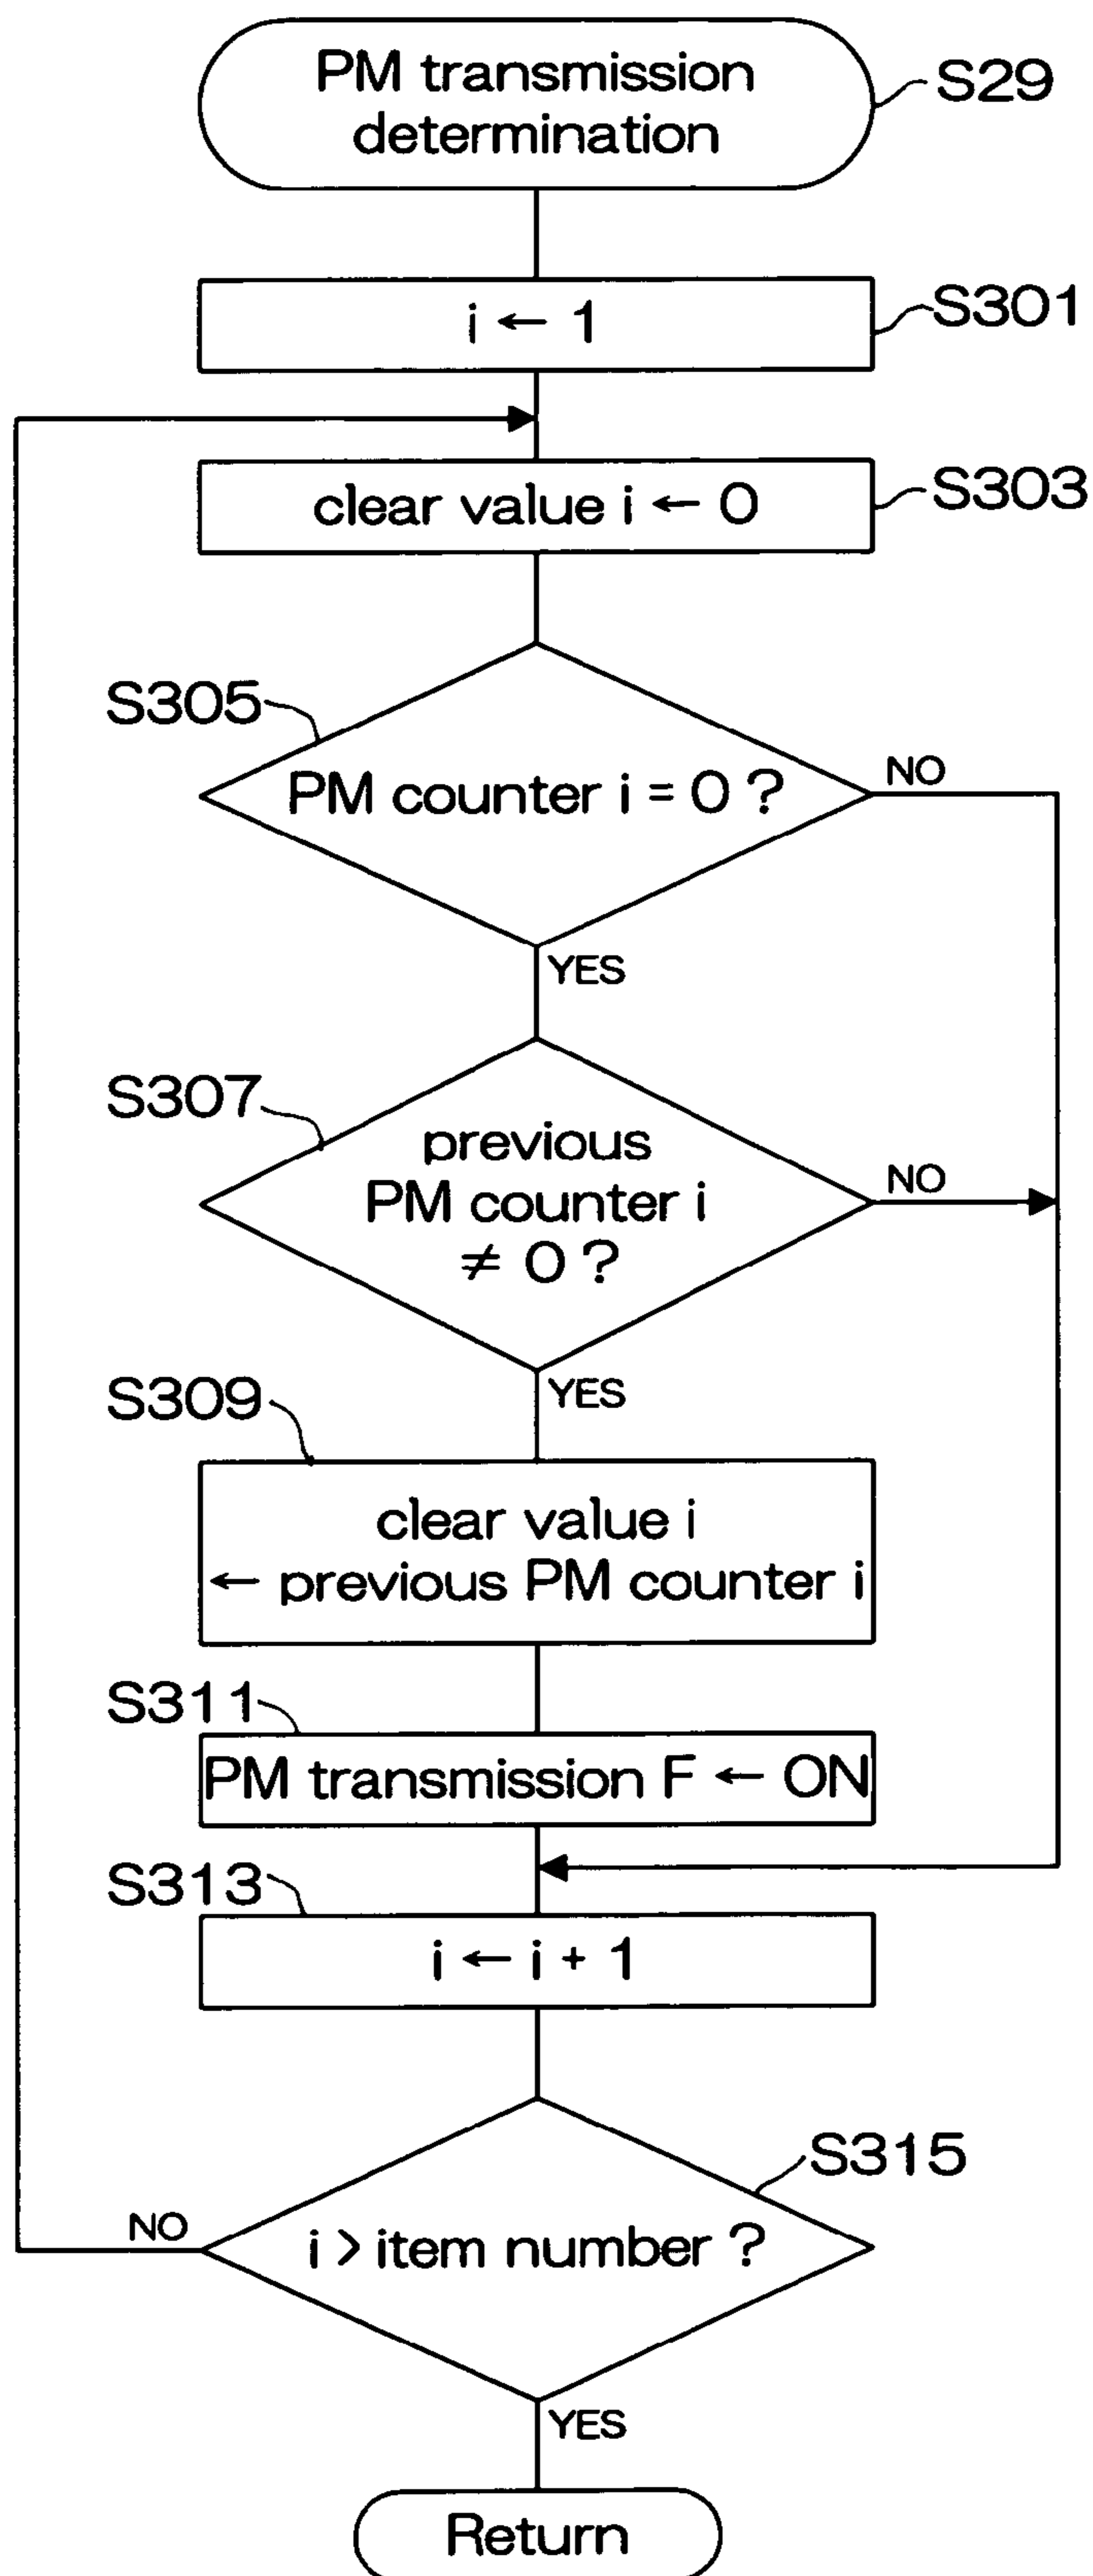 PM transmission
determination
S29
i ← 1
S301
clear value i ← 0
S303
S305
PM counter i = 0 ?
NO
YES
S307
previous
PM counter i
≠ 0 ?
NO
YES
S309
clear value i
← previous PM counter i
S311
PM transmission F ← ON
S313
i ← i + 1
S315
i > item number ?
NO
YES
Return